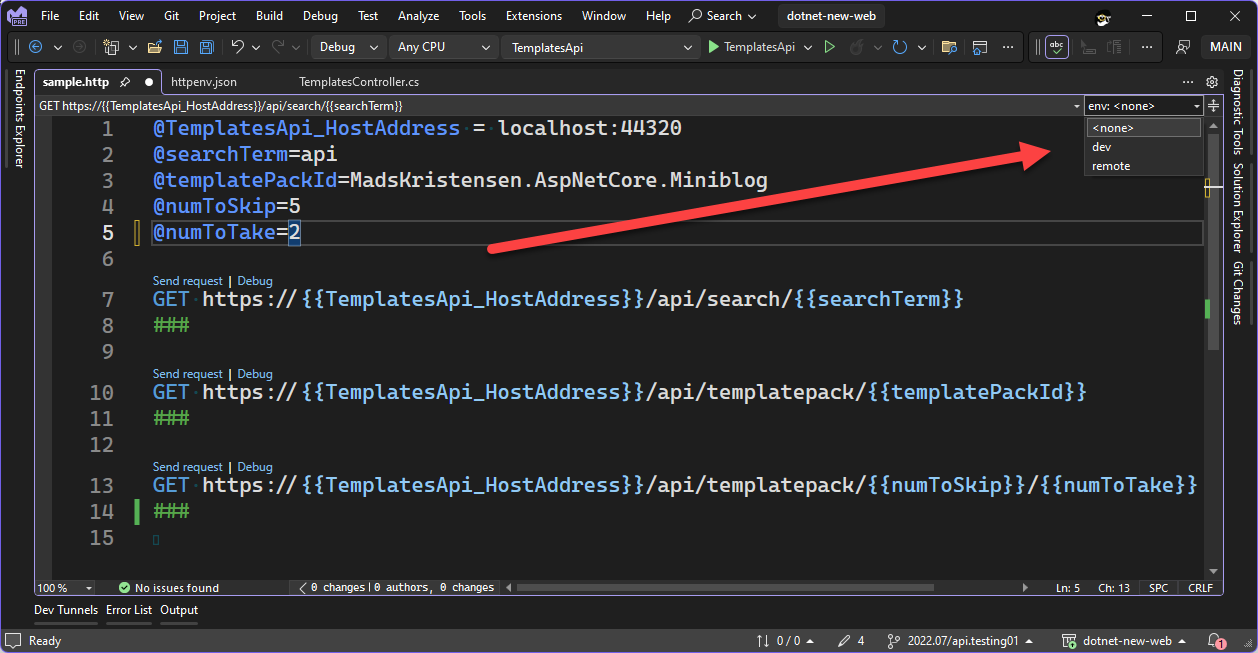 File Edit View Git Project Build Debug Test Analyze Tools Extensions Window Help Search dotnet-new-web
PRE
Debug Any CPU TemplatesApi TemplatesApi abc MAIN
sample.http httpenv.json TemplatesController.cs
GET https://{{TemplatesApi_HostAddress}}/api/search/{{searchTerm}} env: <none>
<none>
dev
remote
Endpoints Explorer
Diagnostic Tools
Solution Explorer
Git Changes
1 @TemplatesApi_HostAddress = localhost:44320
2 @searchTerm=api
3 @templatePackId=MadsKristensen.AspNetCore.Miniblog
4 @numToSkip=5
5 @numToTake=2
6
Send request | Debug
7 GET https://{{TemplatesApi_HostAddress}}/api/search/{{searchTerm}}
8 ###
9
Send request | Debug
10 GET https://{{TemplatesApi_HostAddress}}/api/templatepack/{{templatePackId}}
11 ###
12
Send request | Debug
13 GET https://{{TemplatesApi_HostAddress}}/api/templatepack/{{numToSkip}}/{{numToTake}}
14 ###
15
100 % No issues found 0 changes | 0 authors, 0 changes Ln: 5 Ch: 13 SPC CRLF
Dev Tunnels Error List Output
Ready 0 / 0 4 2022.07/api.testing01 dotnet-new-web 1